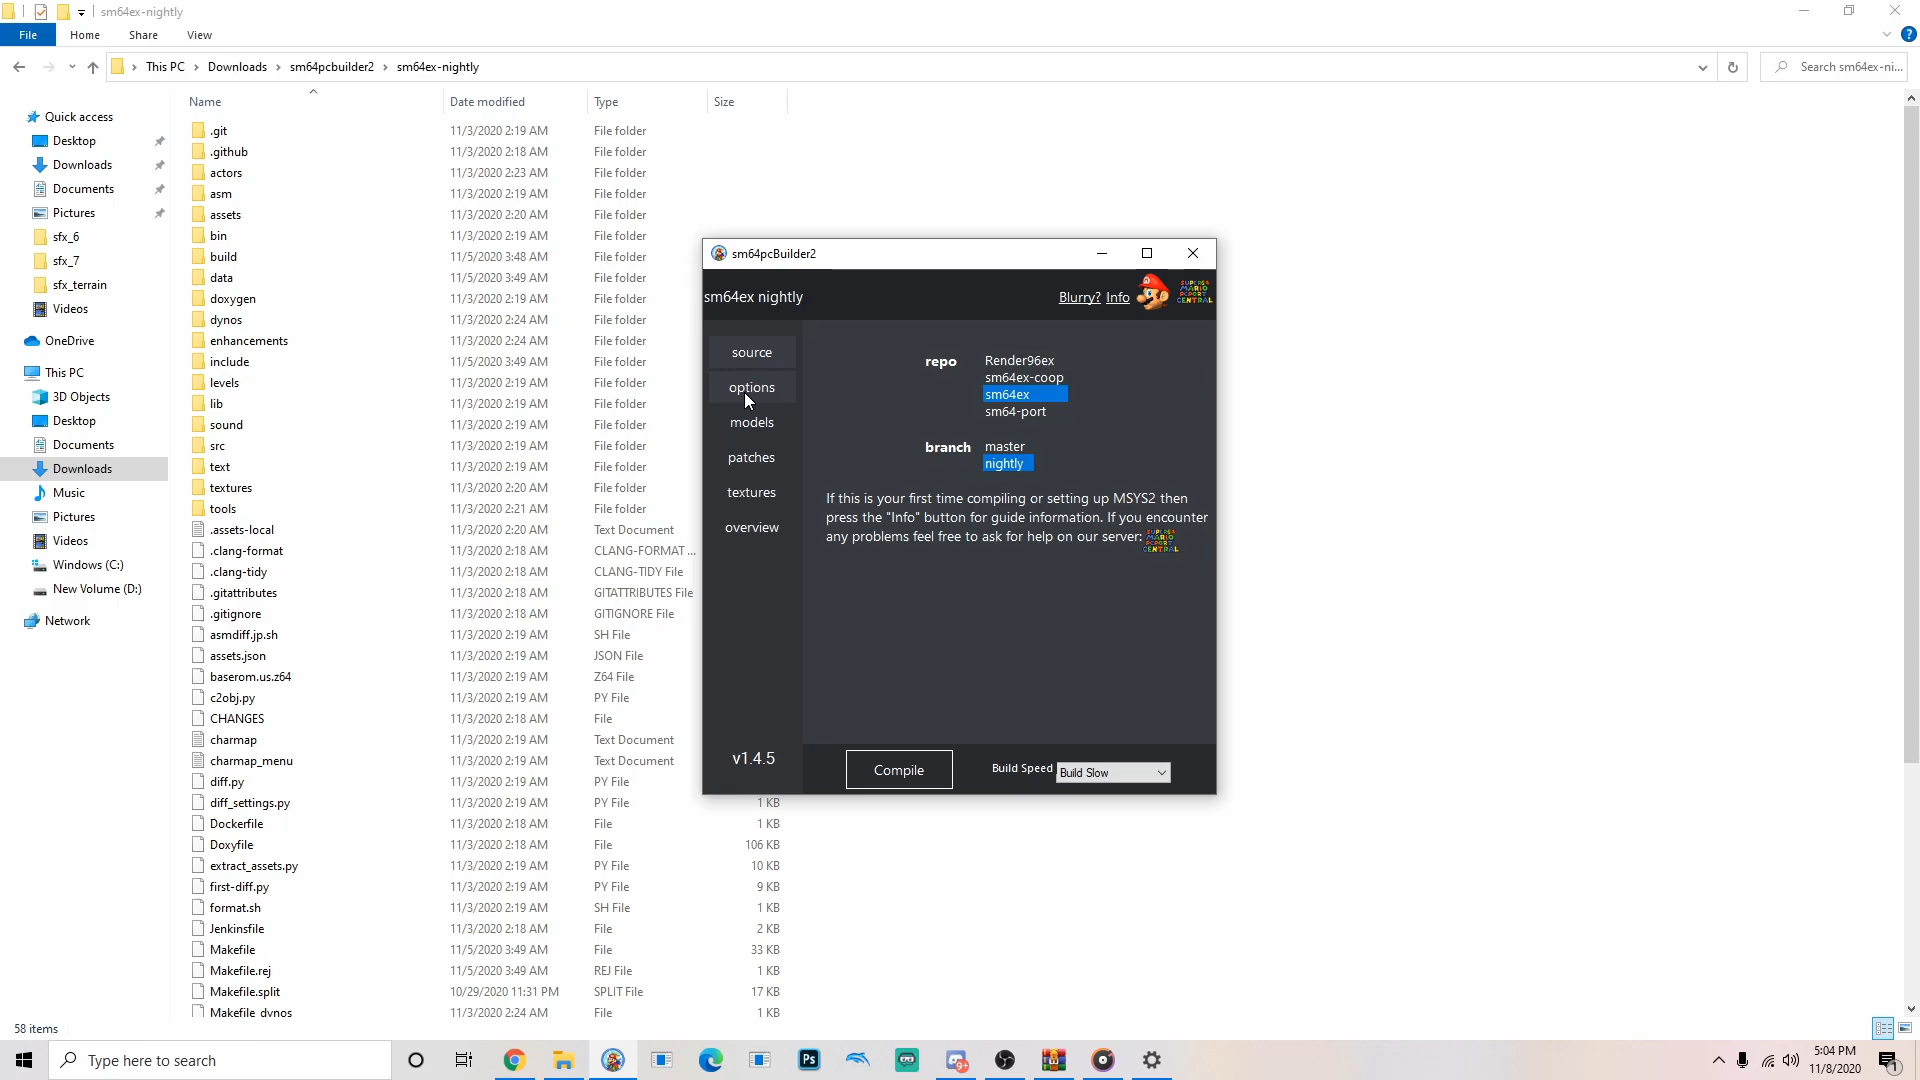 sm64ex-nightly
File Home Share View
This PC Downloads sm64pcbuilder2 sm64ex-nightly
Search sm64ex-ni...
Name Date modified Type Size
Quick access
Desktop
Downloads
Documents
Pictures
sfx_6
sfx_7
sfx_terrain
Videos
OneDrive
This PC
3D Objects
Desktop
Documents
Downloads
Music
Pictures
Videos
Windows (C:)
New Volume (D:)
Network
.git 11/3/2020 2:19 AM File folder
.github 11/3/2020 2:18 AM File folder
actors 11/3/2020 2:23 AM File folder
asm 11/3/2020 2:19 AM File folder
assets 11/3/2020 2:20 AM File folder
bin 11/3/2020 2:19 AM File folder
build 11/5/2020 3:48 AM File folder
data 11/5/2020 3:49 AM File folder
doxygen 11/3/2020 2:19 AM File folder
dynos 11/3/2020 2:24 AM File folder
enhancements 11/3/2020 2:24 AM File folder
include 11/5/2020 3:49 AM File folder
levels 11/3/2020 2:19 AM File folder
lib 11/3/2020 2:19 AM File folder
sound 11/3/2020 2:19 AM File folder
src 11/3/2020 2:19 AM File folder
text 11/3/2020 2:19 AM File folder
textures 11/3/2020 2:20 AM File folder
tools 11/3/2020 2:21 AM File folder
.assets-local 11/3/2020 2:20 AM Text Document
.clang-format 11/3/2020 2:18 AM CLANG-FORMAT ...
.clang-tidy 11/3/2020 2:18 AM CLANG-TIDY File
.gitattributes 11/3/2020 2:18 AM GITATTRIBUTES File
.gitignore 11/3/2020 2:18 AM GITIGNORE File
asmdiff.jp.sh 11/3/2020 2:19 AM SH File
assets.json 11/3/2020 2:19 AM JSON File
baserom.us.z64 11/3/2020 2:19 AM Z64 File
c2obj.py 11/3/2020 2:19 AM PY File
CHANGES 11/3/2020 2:19 AM File
charmap 11/3/2020 2:19 AM Text Document
charmap_menu 11/3/2020 2:19 AM Text Document
diff.py 11/3/2020 2:19 AM PY File
diff_settings.py 11/3/2020 2:19 AM PY File 1 KB
Dockerfile 11/3/2020 2:18 AM File 1 KB
Doxyfile 11/3/2020 2:18 AM File 106 KB
extract_assets.py 11/3/2020 2:19 AM PY File 10 KB
first-diff.py 11/3/2020 2:19 AM PY File 9 KB
format.sh 11/3/2020 2:19 AM SH File 1 KB
Jenkinsfile 11/3/2020 2:18 AM File 2 KB
Makefile 11/5/2020 3:49 AM File 33 KB
Makefile.rej 11/5/2020 3:49 AM REJ File 1 KB
Makefile.split 10/29/2020 11:31 PM SPLIT File 17 KB
Makefile_dynos 11/3/2020 2:24 AM File 1 KB
58 items
sm64pcBuilder2
sm64ex nightly
Blurry? Info
SUPER
MARIO
PCPORT
CENTRAL
source
options
models
patches
textures
overview
v1.4.5
repo Render96ex
sm64ex-coop
sm64ex
sm64-port
branch master
nightly
If this is your first time compiling or setting up MSYS2 then
press the "Info" button for guide information. If you encounter
any problems feel free to ask for help on our server:
SUPER
MARIO
PCPORT
CENTRAL
Compile
Build Speed Build Slow
Type here to search
Ps
9+
5:04 PM
11/8/2020
1